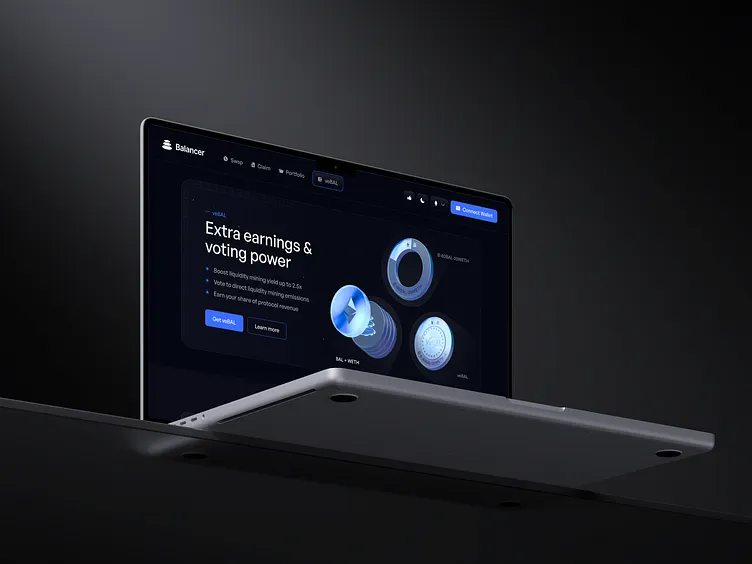 Balancer
Swap
Claim
Portfolio
veBAL
Connect Wallet
veBAL
Extra earnings &
voting power
Boost liquidity mining yield up to 2.5x
Vote to direct liquidity mining emissions
Earn your share of protocol revenue
Get veBAL
Learn more
B-80BAL-20WETH
BAL + WETH
veBAL